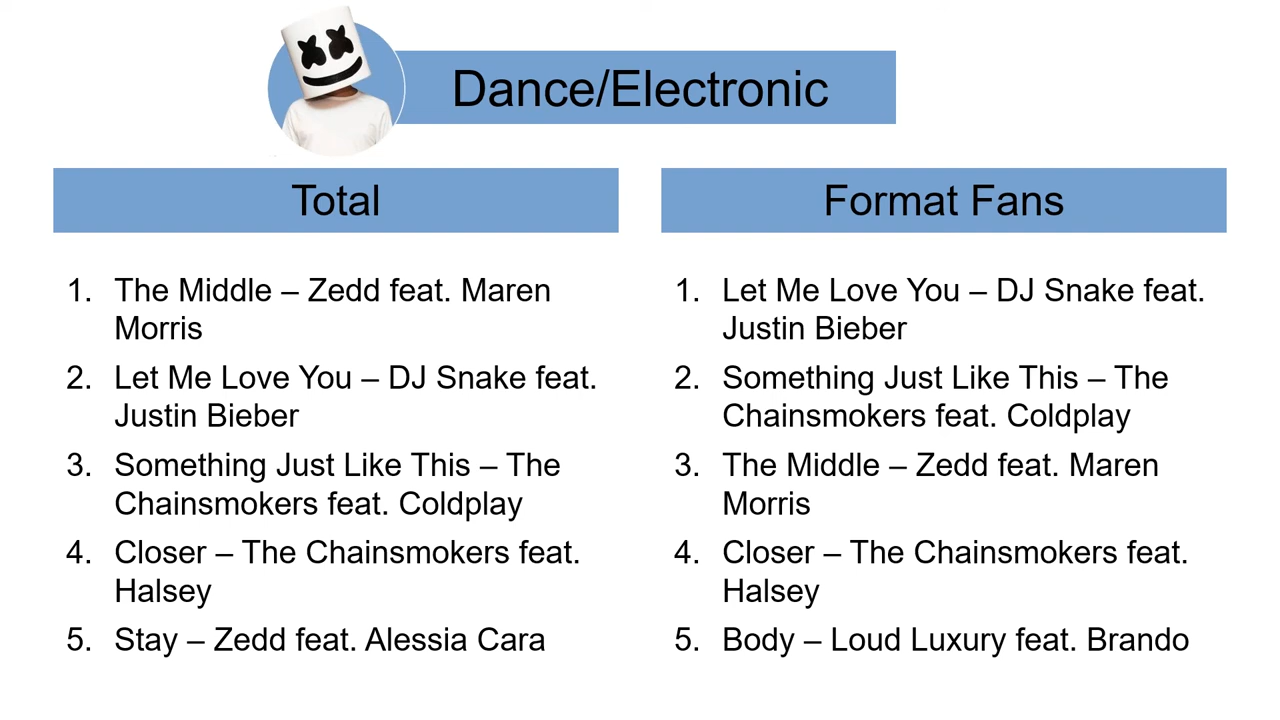 Dance/Electronic
Total
1. The Middle – Zedd feat. Maren
Morris
2. Let Me Love You – DJ Snake feat.
Justin Bieber
3. Something Just Like This – The
Chainsmokers feat. Coldplay
4. Closer – The Chainsmokers feat.
Halsey
5. Stay – Zedd feat. Alessia Cara
Format Fans
1. Let Me Love You – DJ Snake feat.
Justin Bieber
2. Something Just Like This – The
Chainsmokers feat. Coldplay
3. The Middle – Zedd feat. Maren
Morris
4. Closer – The Chainsmokers feat.
Halsey
5. Body – Loud Luxury feat. Brando